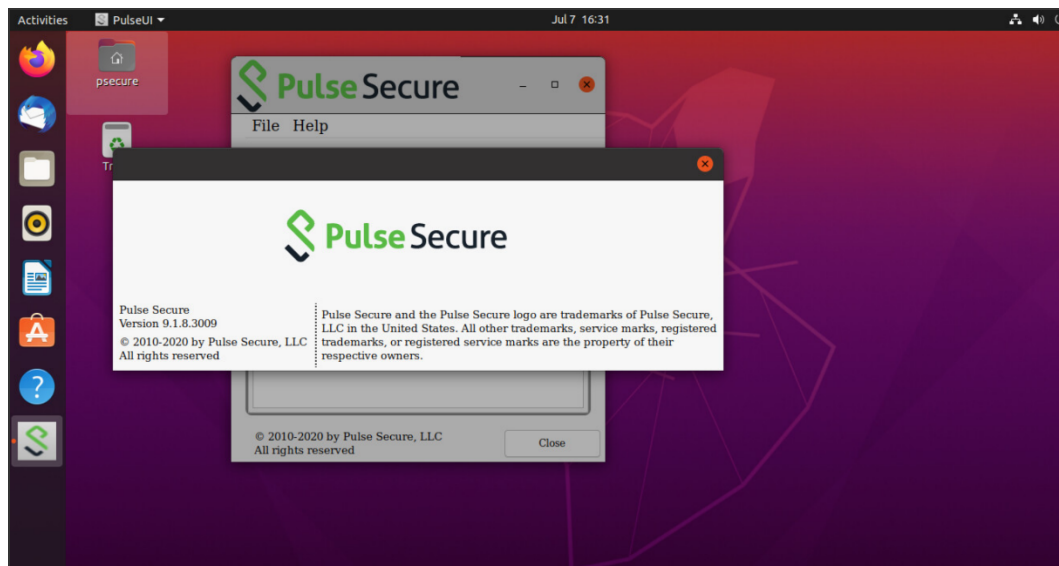 Activities PulseUI Jul 7 16:31
psecure
Pulse Secure
File Help
Pulse Secure
Pulse Secure
Version 9.1.8.3009
© 2010-2020 by Pulse Secure, LLC
All rights reserved
Pulse Secure and the Pulse Secure logo are trademarks of Pulse Secure,
LLC in the United States. All other trademarks, service marks, registered
trademarks, or registered service marks are the property of their
respective owners.
© 2010-2020 by Pulse Secure, LLC
All rights reserved
Close